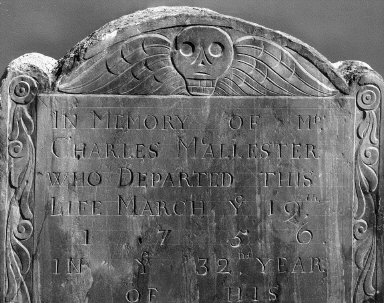 IN MEMORY OF Mr
CHARLES MCALLESTER
WHO DEPARTED THIS
LIFE MARCH Ye 19th
1 7 5 6.
IN Ye 32nd YEAR
OF HIS